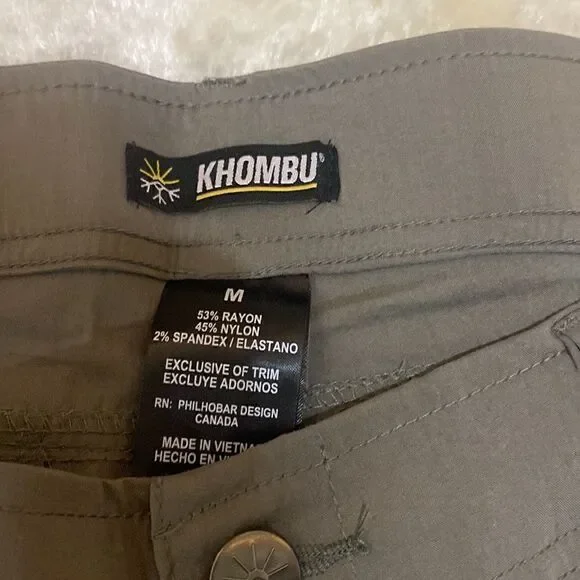 KHOMBU®
M
53% RAYON
45% NYLON
2% SPANDEX / ELASTANO
EXCLUSIVE OF TRIM
EXCLUYE ADORNOS
RN: PHILHOBAR DESIGN
CANADA
MADE IN
HECHO EN